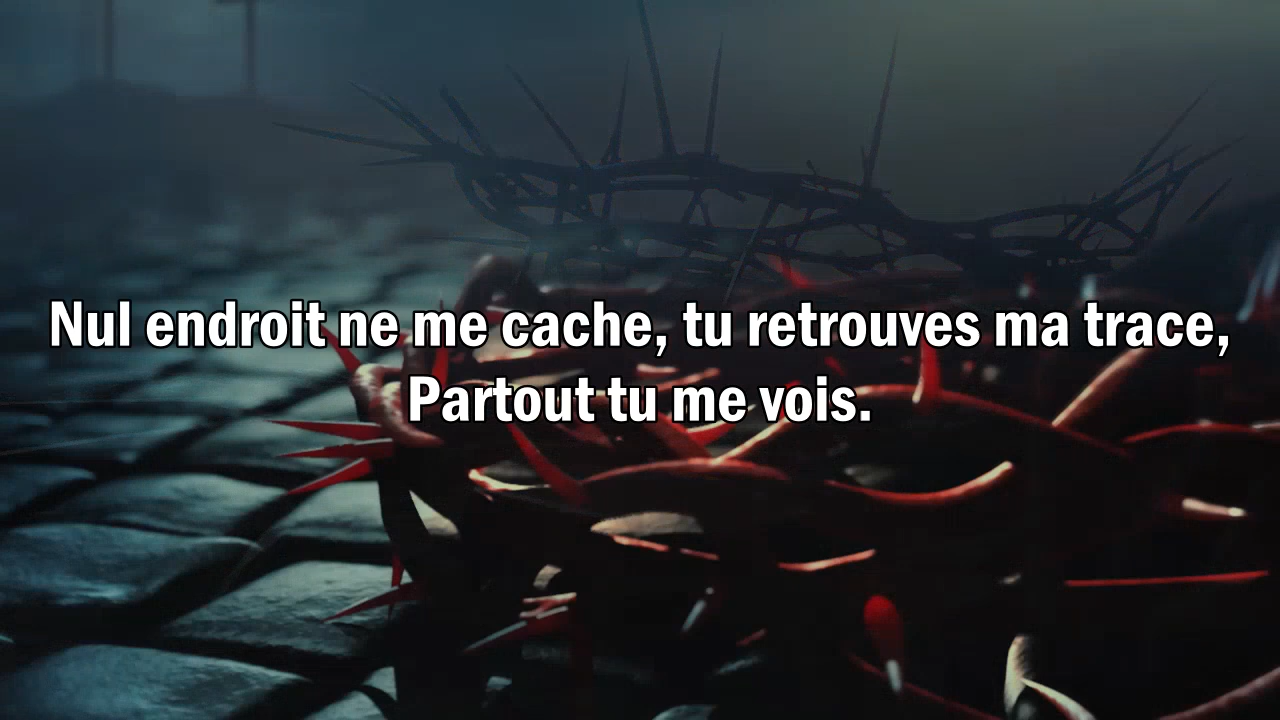 Nul endroit ne me cache, tu retrouves ma trace,
Partout tu me vois.